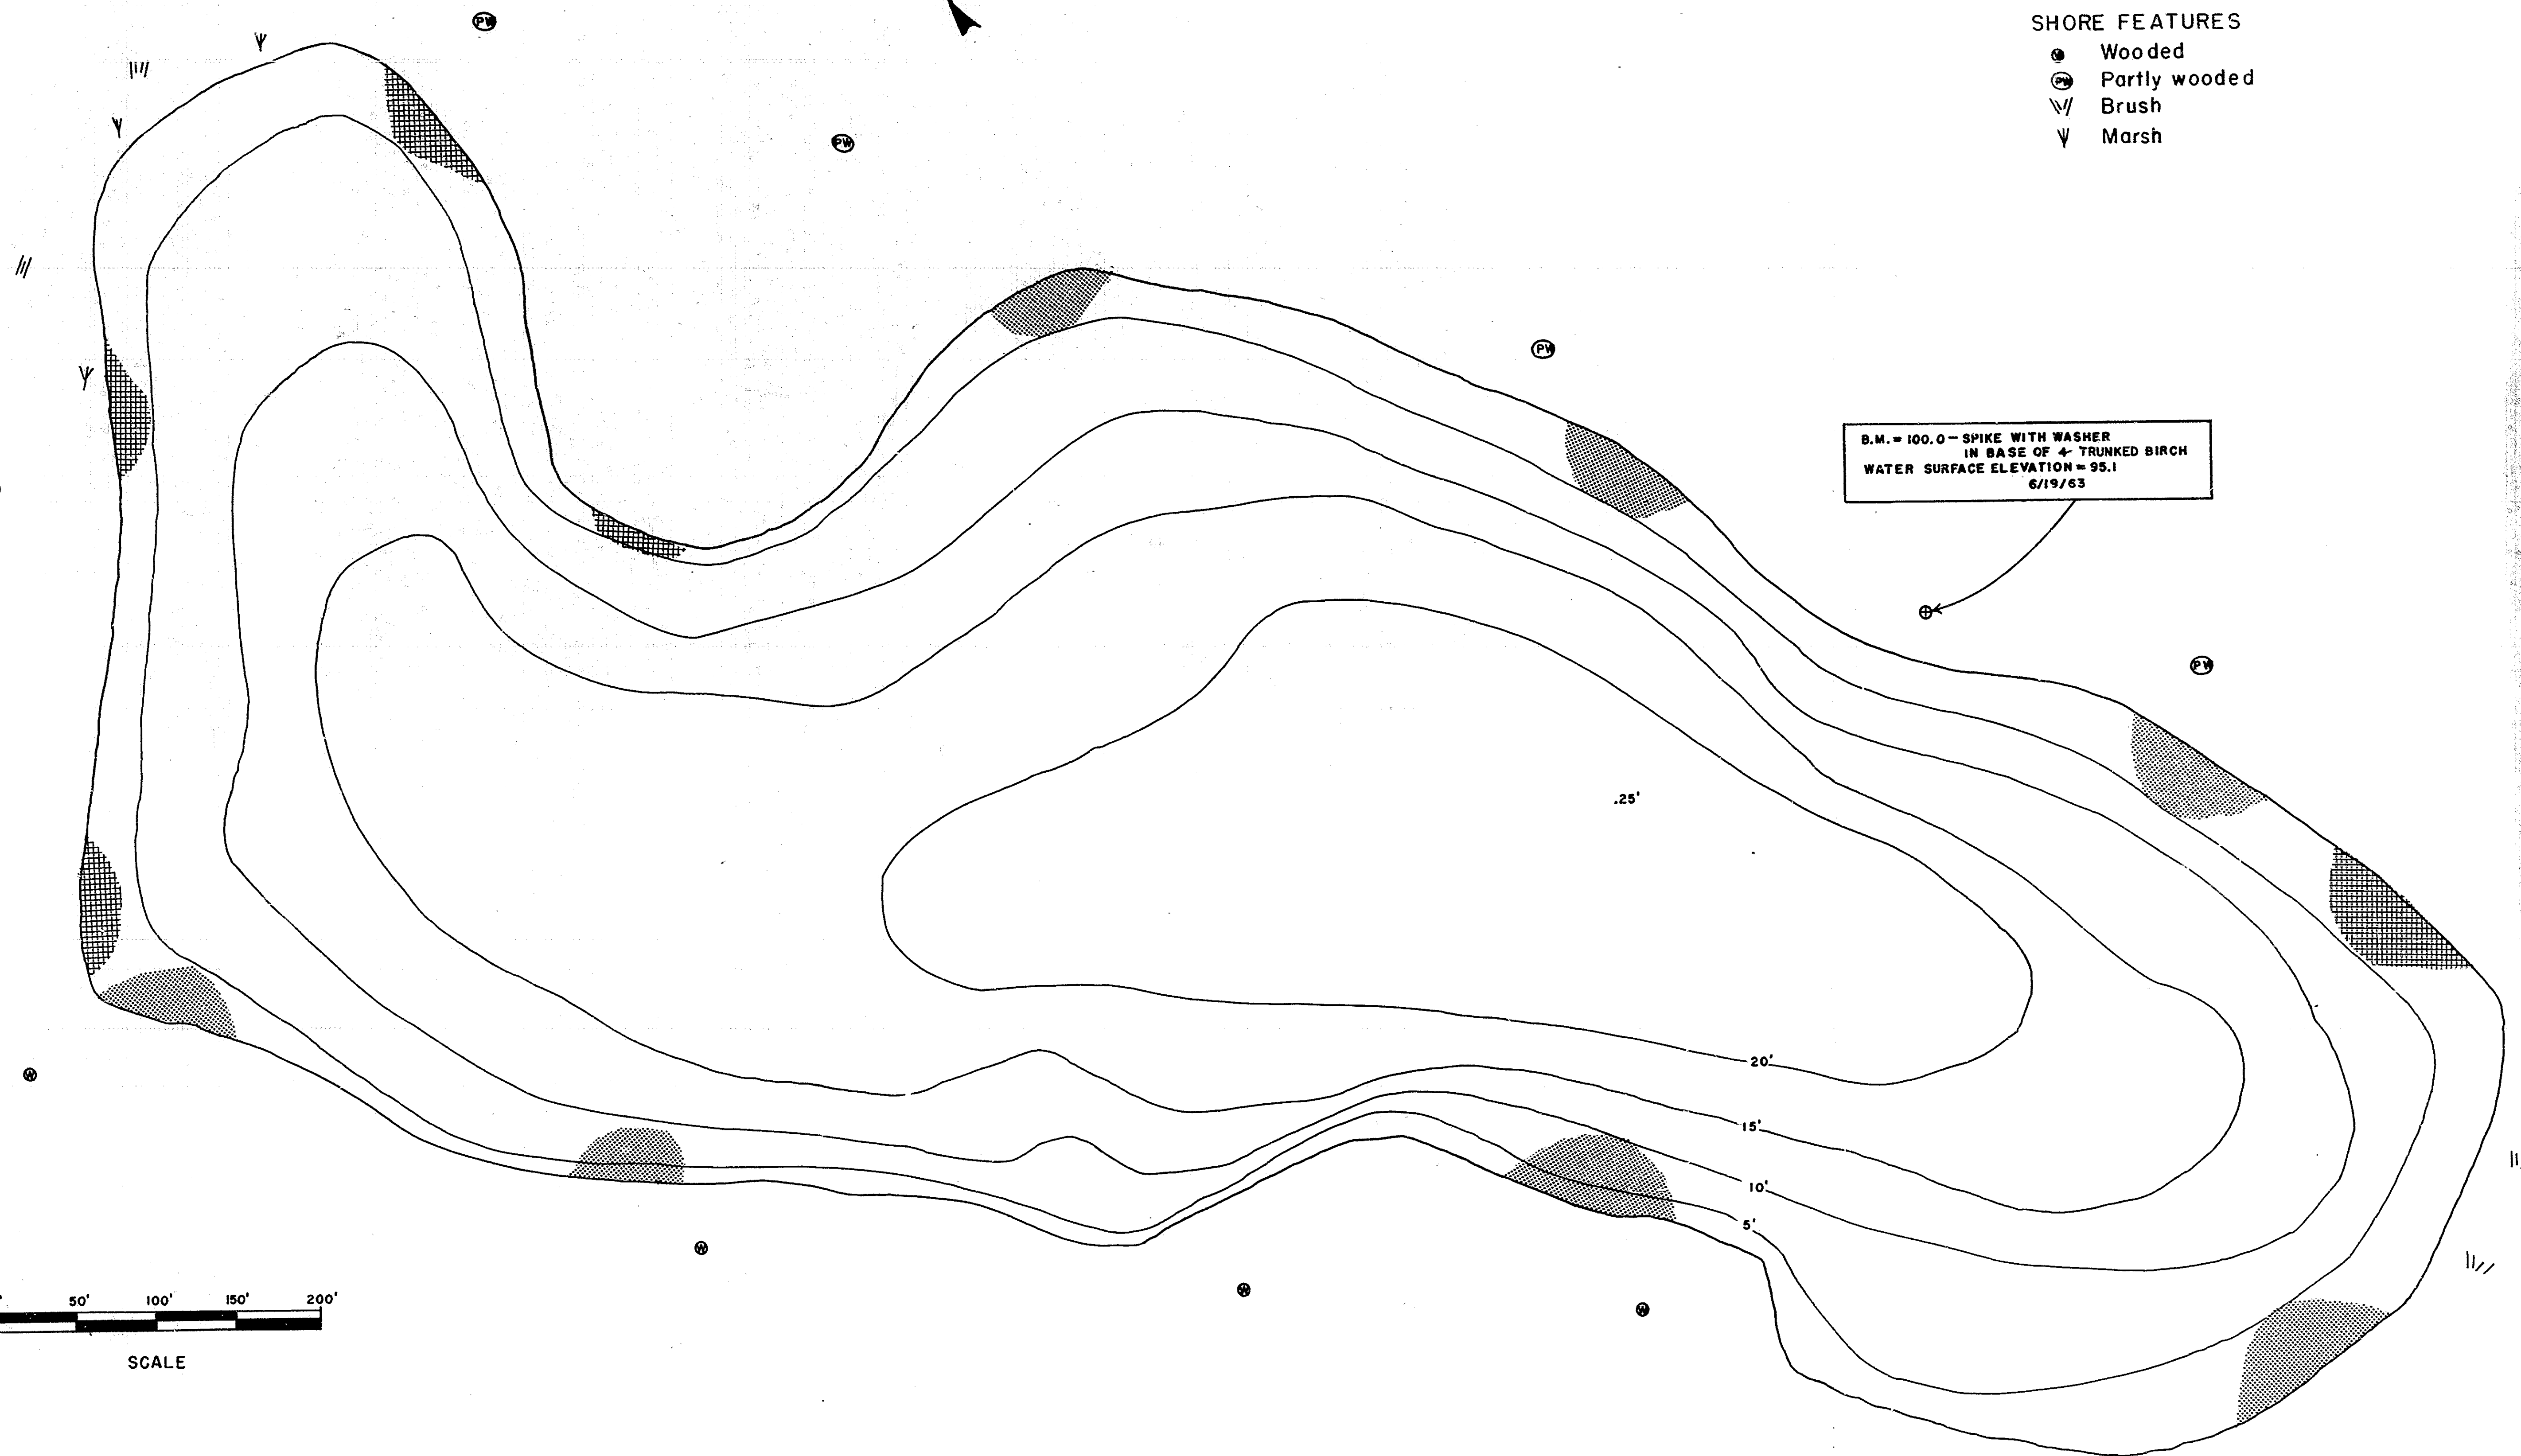 SHORE FEATURES
W Wooded
PW Partly wooded
Brush
Marsh
PW
PW
PW
B.M. = 100.0 — SPIKE WITH WASHER
IN BASE OF 4 TRUNKED BIRCH
WATER SURFACE ELEVATION = 95.1
6/19/63
PW
.25'
20'
15'
10'
5'
W
W
W
W
50' 100' 150' 200'
SCALE